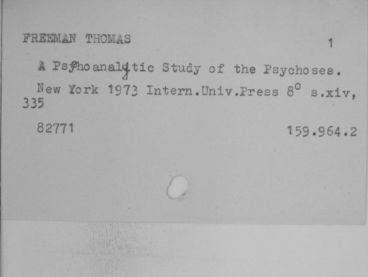 FREEMAN THOMAS 1
A Psyhoanalytic Study of the Psychoses.
New York 1973 Intern.Univ.Press 8° s.xiv,
335
82771 159.964.2